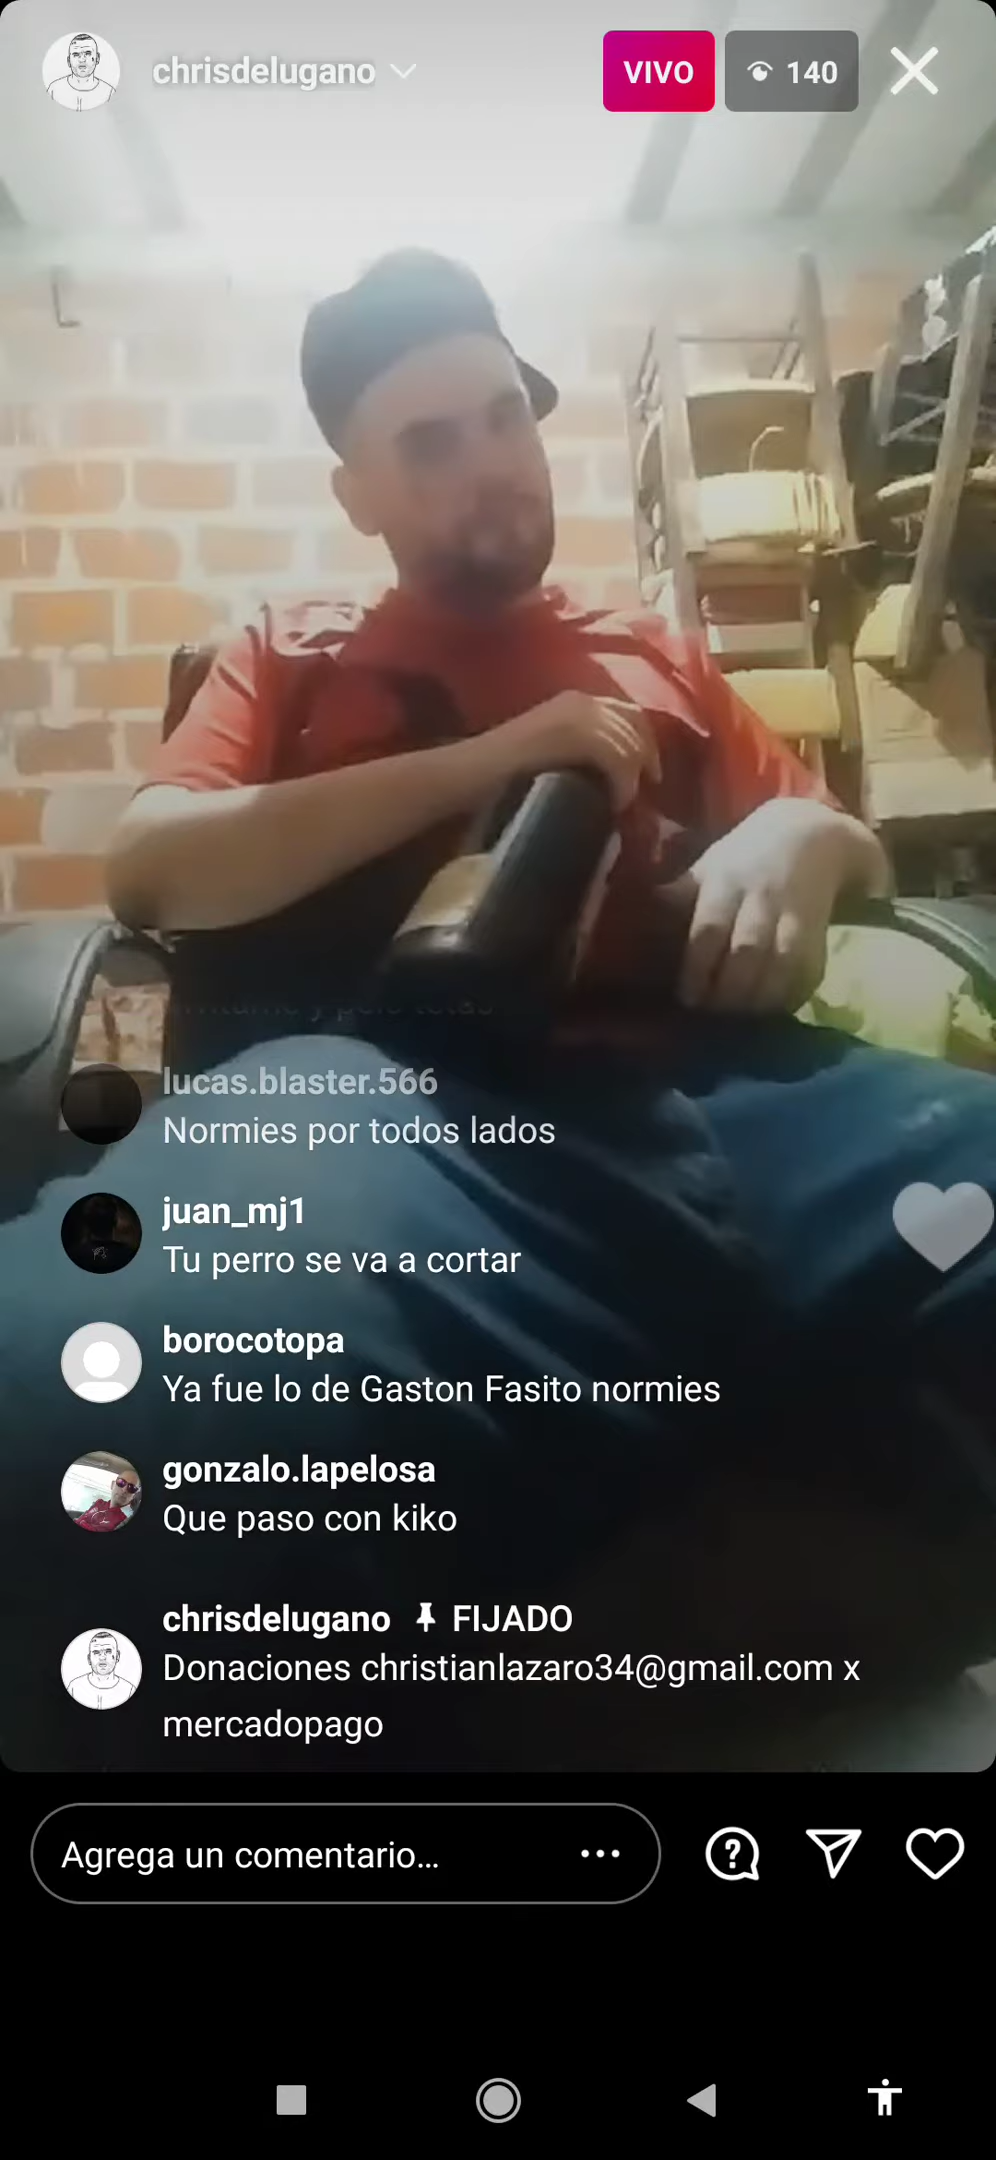 chrisdelugano
VIVO
140
lucas.blaster.566
Normies por todos lados
juan_mj1
Tu perro se va a cortar
borocotopa
Ya fue lo de Gaston Fasito normies
gonzalo.lapelosa
Que paso con kiko
chrisdelugano FIJADO
Donaciones christianlazaro34@gmail.com x
mercadopago
Agrega un comentario...